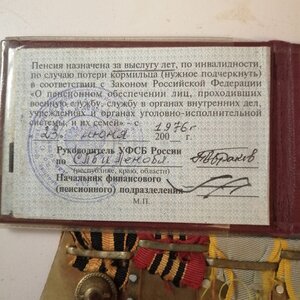 Пенсия назначена за выслугу лет, по инвалидности,
по случаю потери кормильца (нужное подчеркнуть)
в соответствии с Законом Российской Федерации
«О пенсионном обеспечении лиц, проходивших
военную службу, службу в органах внутренних дел,
учреждениях и органах уголовно-исполнительной
системы, и их семей» – с
"23" июня 1976г
200 г.
Руководитель УФСБ России
по
(республике, краю, области)
Начальник финансового
(пенсионного) подразделения
М.П.